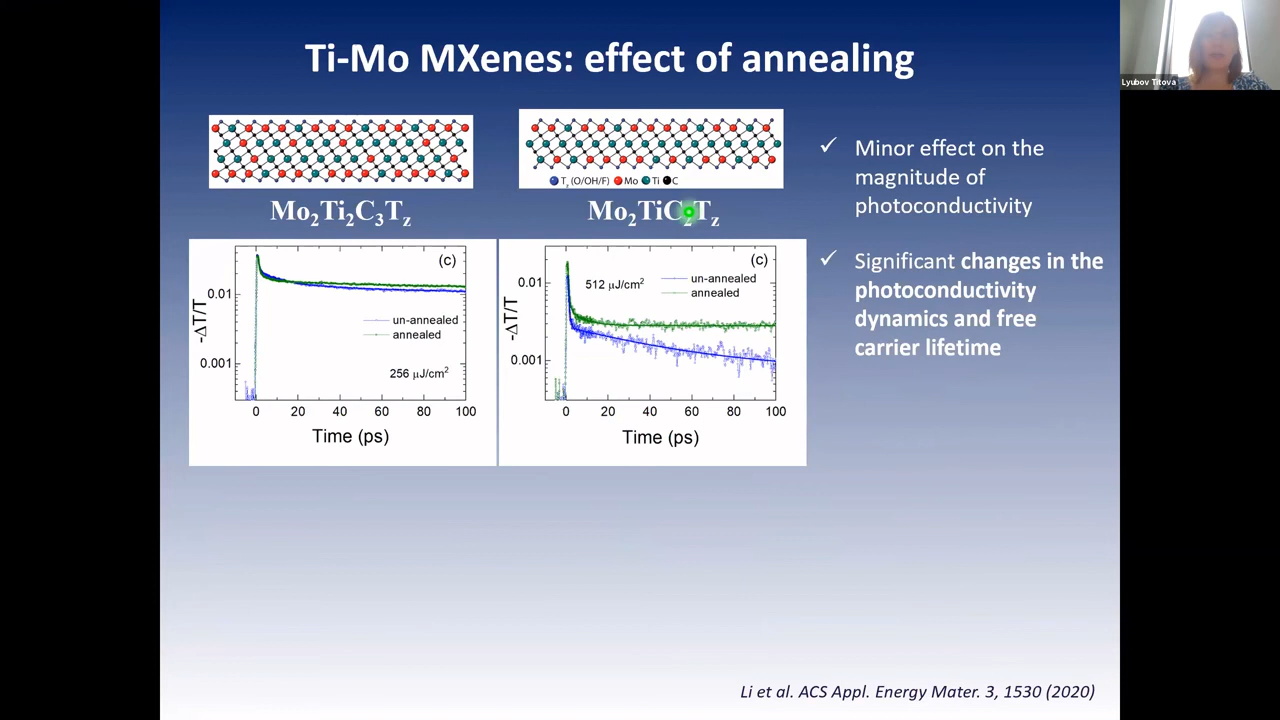 Ti-Mo MXenes: effect of annealing
Lyubov Titova
T_z (O/OH/F) Mo Ti C
Mo₂Ti₂C₃T_z
Mo₂TiC₂T_z
(c)
-ΔT/T
0.01
0.001
un-annealed
annealed
256 μJ/cm²
0 20 40 60 80 100
Time (ps)
(c)
-ΔT/T
0.01
0.001
512 μJ/cm²
un-annealed
annealed
0 20 40 60 80 100
Time (ps)
✓ Minor effect on the
magnitude of
photoconductivity
✓ Significant changes in the
photoconductivity
dynamics and free
carrier lifetime
Li et al. ACS Appl. Energy Mater. 3, 1530 (2020)